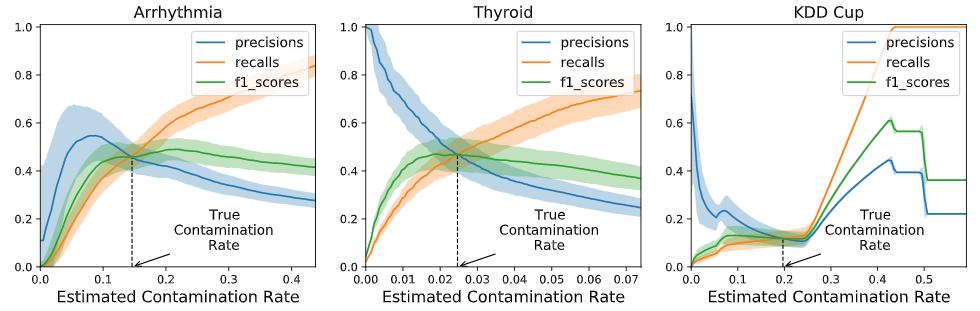 Arrhythmia
1.0
0.8
0.6
0.4
0.2
0.0
precisions
recalls
f1_scores
True
Contamination
Rate
0.0 0.1 0.2 0.3 0.4
Estimated Contamination Rate
Thyroid
1.0
0.8
0.6
0.4
0.2
0.0
precisions
recalls
f1_scores
True
Contamination
Rate
0.00 0.01 0.02 0.03 0.04 0.05 0.06 0.07
Estimated Contamination Rate
KDD Cup
1.0
0.8
0.6
0.4
0.2
0.0
precisions
recalls
f1_scores
True
Contamination
Rate
0.0 0.1 0.2 0.3 0.4 0.5
Estimated Contamination Rate